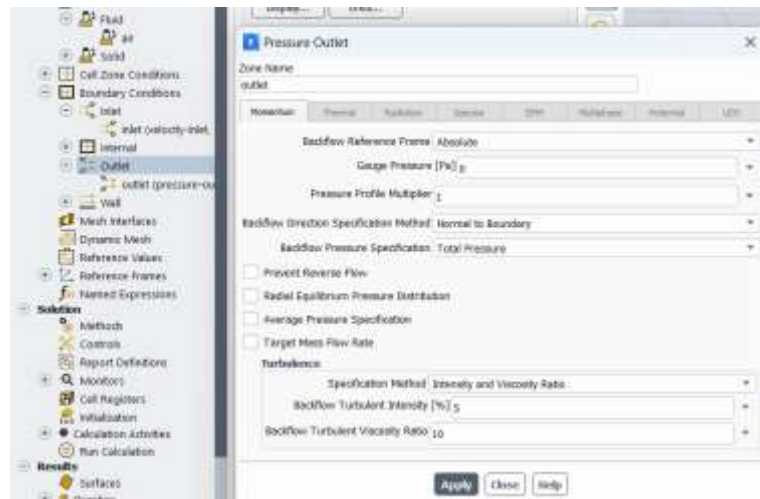 Fluid
air
Solid
Cell Zone Conditions
Boundary Conditions
Inlet
inlet (velocity-inlet,
Internal
Outlet
outlet (pressure-ou
Wall
Mesh Interfaces
Dynamic Mesh
Reference Values
Reference Frames
Named Expressions
Solution
Methods
Controls
Report Definitions
Monitors
Cell Registers
Initialization
Calculation Activities
Run Calculation
Results
Surfaces
Graphics
Display...
Units...
Pressure Outlet
Zone Name
outlet
Momentum Thermal Radiation Species DPM Multiphase Potential UDS
Backflow Reference Frame Absolute
Gauge Pressure [Pa] 0
Pressure Profile Multiplier 1
Backflow Direction Specification Method Normal to Boundary
Backflow Pressure Specification Total Pressure
Prevent Reverse Flow
Radial Equilibrium Pressure Distribution
Average Pressure Specification
Target Mass Flow Rate
Turbulence
Specification Method Intensity and Viscosity Ratio
Backflow Turbulent Intensity [%] 5
Backflow Turbulent Viscosity Ratio 10
Apply Close Help